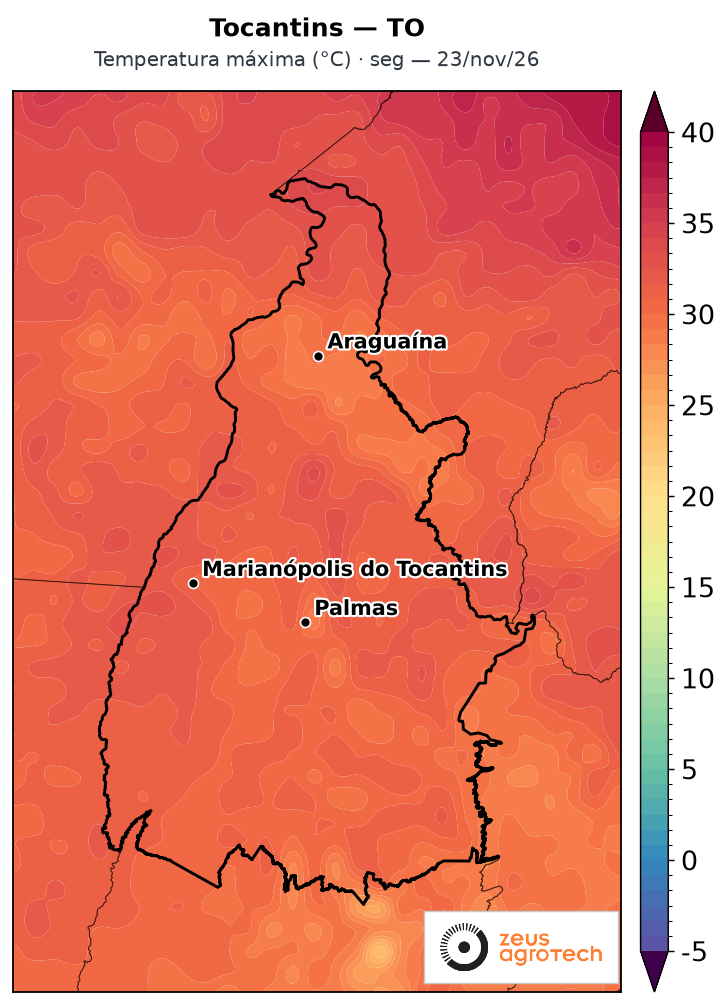 Tocantins — TO
Temperatura máxima (°C) · seg — 23/nov/26
Araguaína
Marianópolis do Tocantins
Palmas
40
35
30
25
20
15
10
5
0
-5
zeus
agrotech